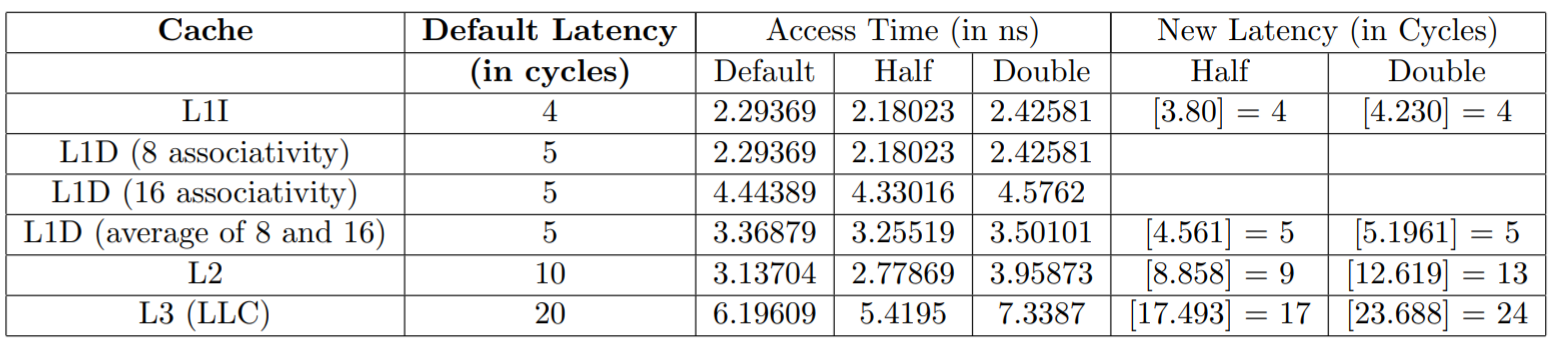 Cache Default Latency Access Time (in ns) New Latency (in Cycles)
(in cycles) Default Half Double Half Double
L1I 4 2.29369 2.18023 2.42581 [3.80] = 4 [4.230] = 4
L1D (8 associativity) 5 2.29369 2.18023 2.42581
L1D (16 associativity) 5 4.44389 4.33016 4.5762
L1D (average of 8 and 16) 5 3.36879 3.25519 3.50101 [4.561] = 5 [5.1961] = 5
L2 10 3.13704 2.77869 3.95873 [8.858] = 9 [12.619] = 13
L3 (LLC) 20 6.19609 5.4195 7.3387 [17.493] = 17 [23.688] = 24